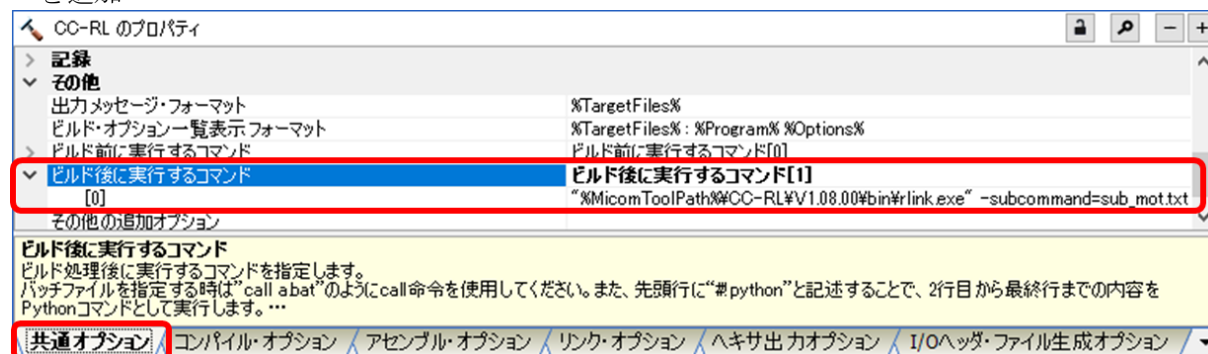 を追加
CC-RL のプロパティ
記録
その他
出力メッセージ・フォーマット %TargetFiles%
ビルド・オプション一覧表示フォーマット %TargetFiles% : %Program% %Options%
ビルド前に実行するコマンド ビルド前に実行するコマンド[0]
ビルド後に実行するコマンド ビルド後に実行するコマンド[1]
[0] "%MicomToolPath%¥CC-RL¥V1.08.00¥bin¥rlink.exe" -subcommand=sub_mot.txt
その他の追加オプション
ビルド後に実行するコマンド
ビルド処理後に実行するコマンドを指定します。
バッチファイルを指定する時は"call a.bat"のようにcall命令を使用してください。また、先頭行に"#!python"と記述することで、2行目から最終行までの内容を
Pythonコマンドとして実行します。…
共通オプション コンパイル・オプション アセンブル・オプション リンク・オプション ヘキサ出力オプション I/Oヘッダ・ファイル生成オプション